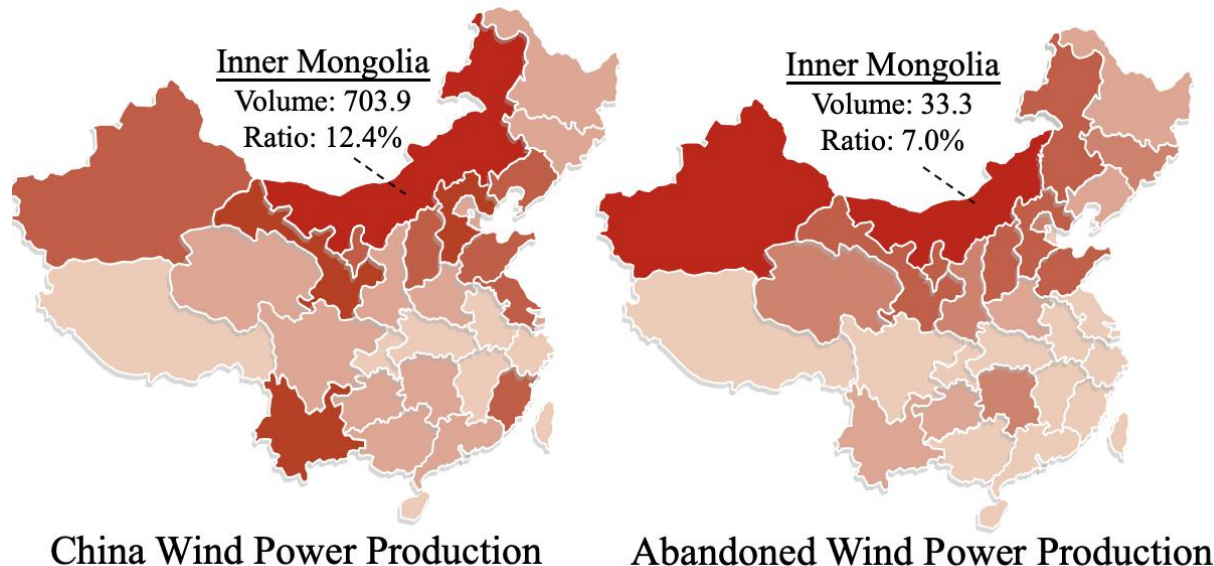 Inner Mongolia
Volume: 703.9
Ratio: 12.4%
China Wind Power Production
Inner Mongolia
Volume: 33.3
Ratio: 7.0%
Abandoned Wind Power Production